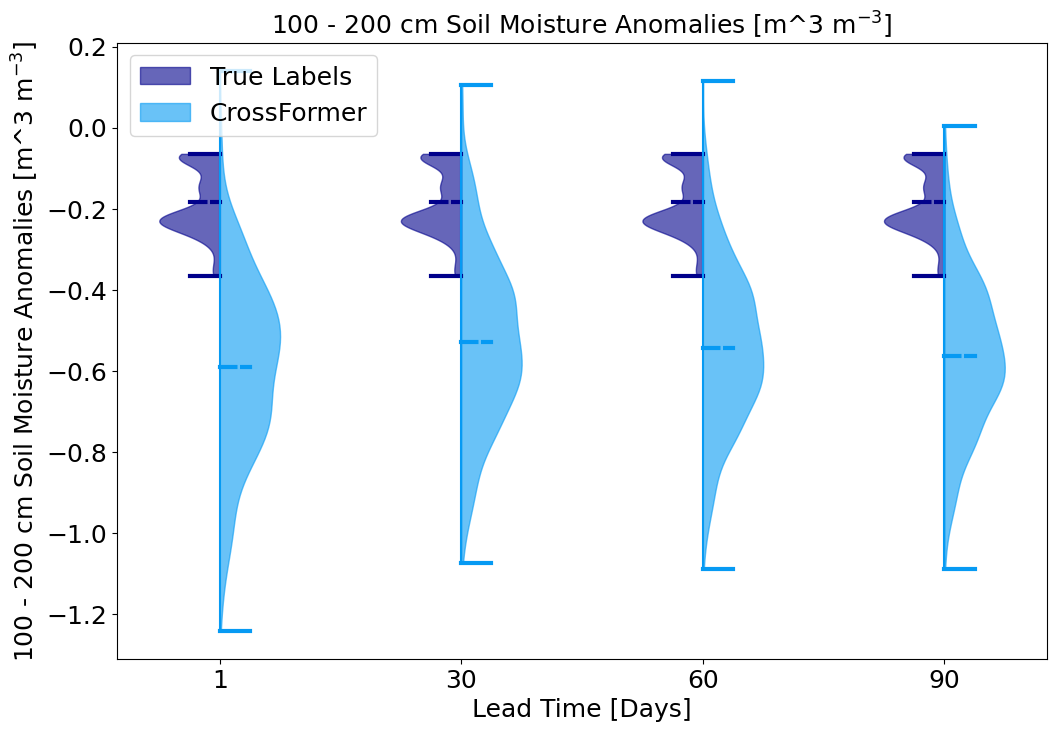 100 - 200 cm Soil Moisture Anomalies [m^3 m⁻³]
100 - 200 cm Soil Moisture Anomalies [m^3 m⁻³]
0.2
0.0
−0.2
−0.4
−0.6
−0.8
−1.0
−1.2
True Labels
CrossFormer
1 30 60 90
Lead Time [Days]